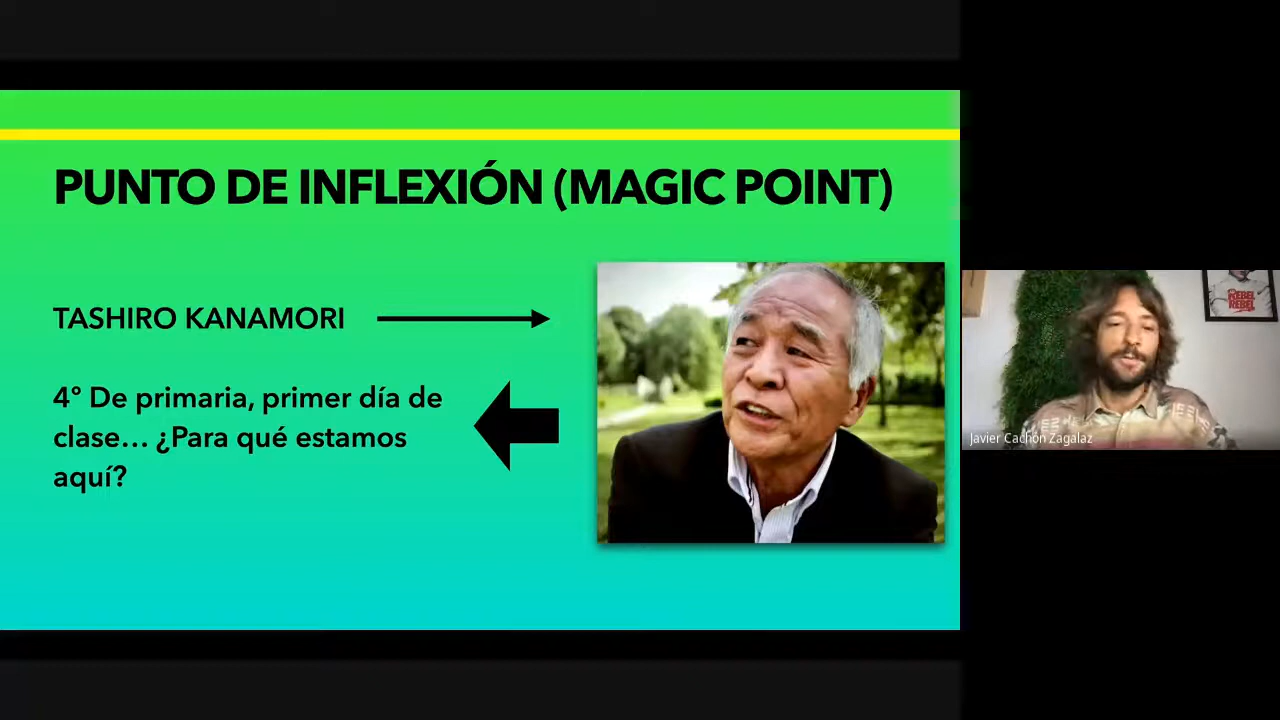 PUNTO DE INFLEXIÓN (MAGIC POINT)
TASHIRO KANAMORI
4º De primaria, primer día de
clase... ¿Para qué estamos
aquí?
REBEL
REBEL
Javier Cachón Zagalaz